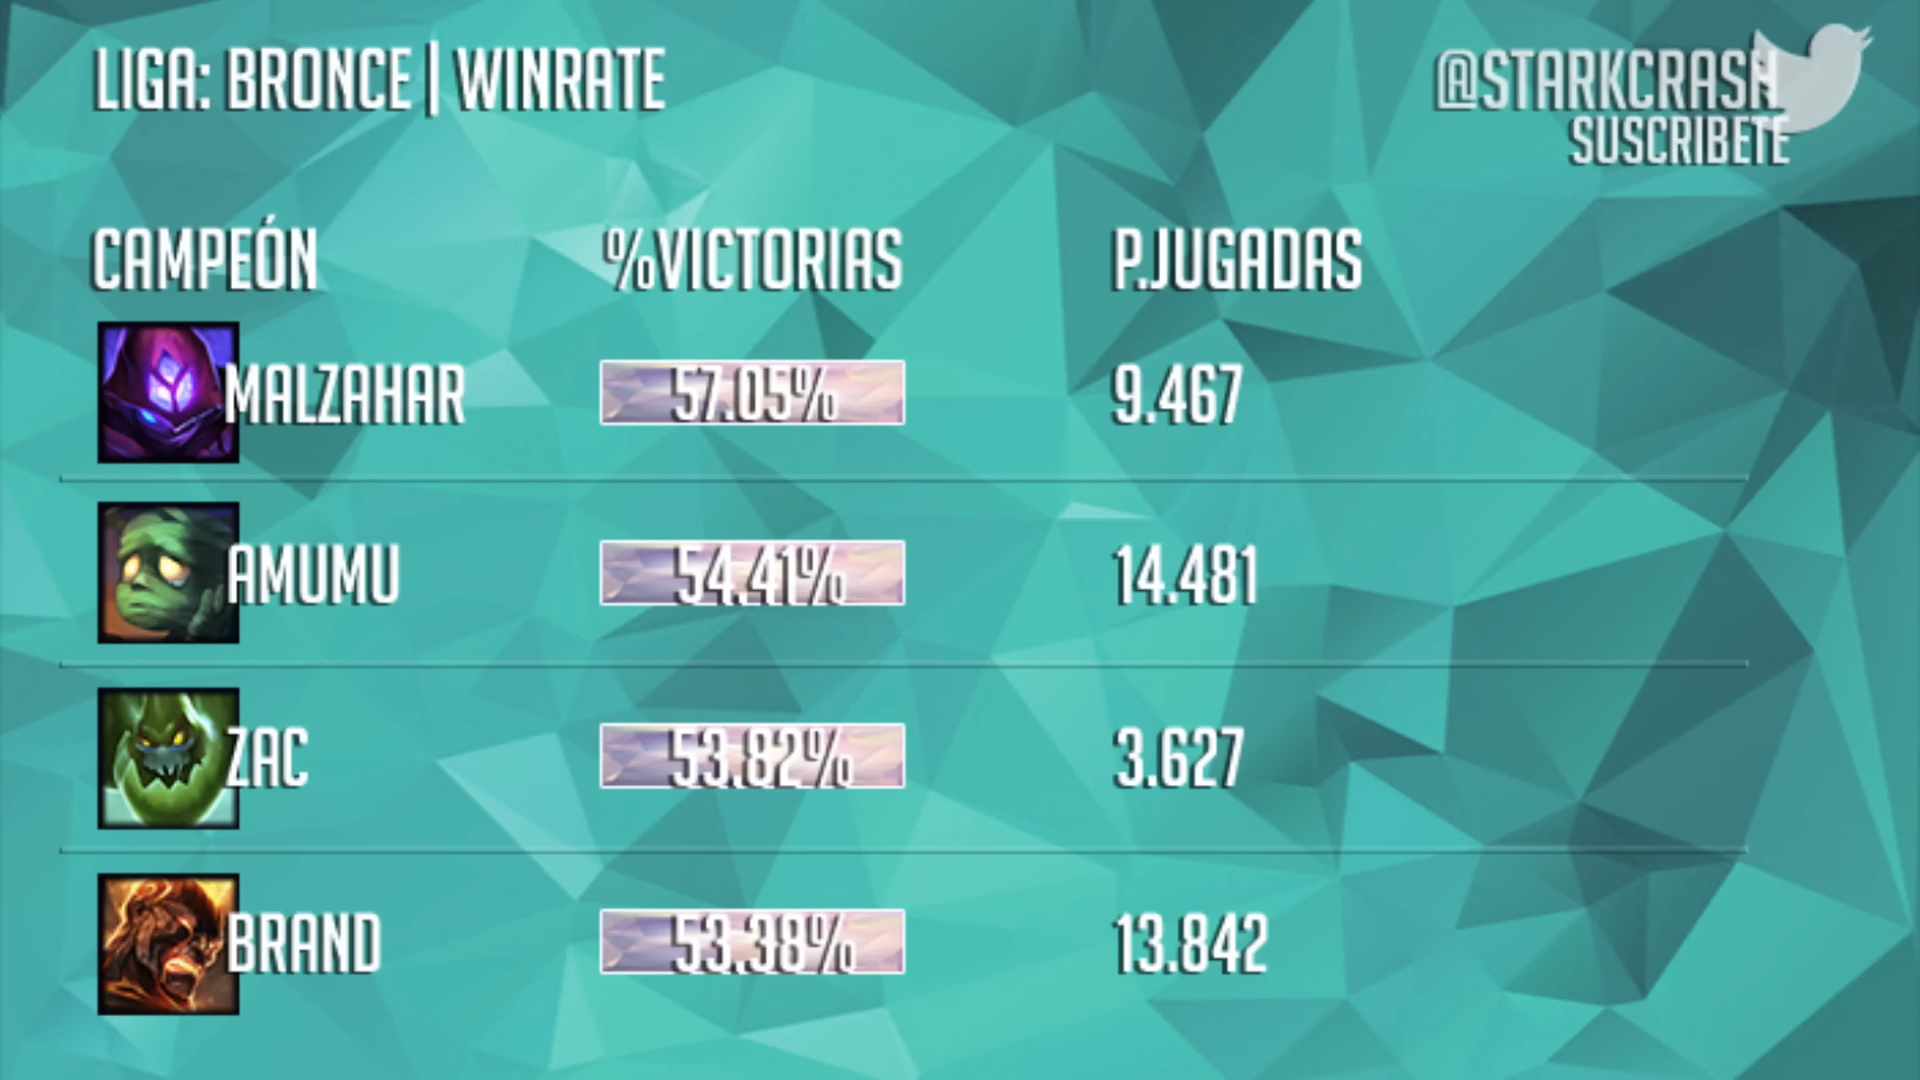 LIGA: BRONCE | WINRATE
@STARKCRASH
SUSCRIBETE
CAMPEÓN %VICTORIAS P.JUGADAS
MALZAHAR 57.05% 9.467
AMUMU 54.41% 14.481
ZAC 53.82% 3.627
BRAND 53.38% 13.842